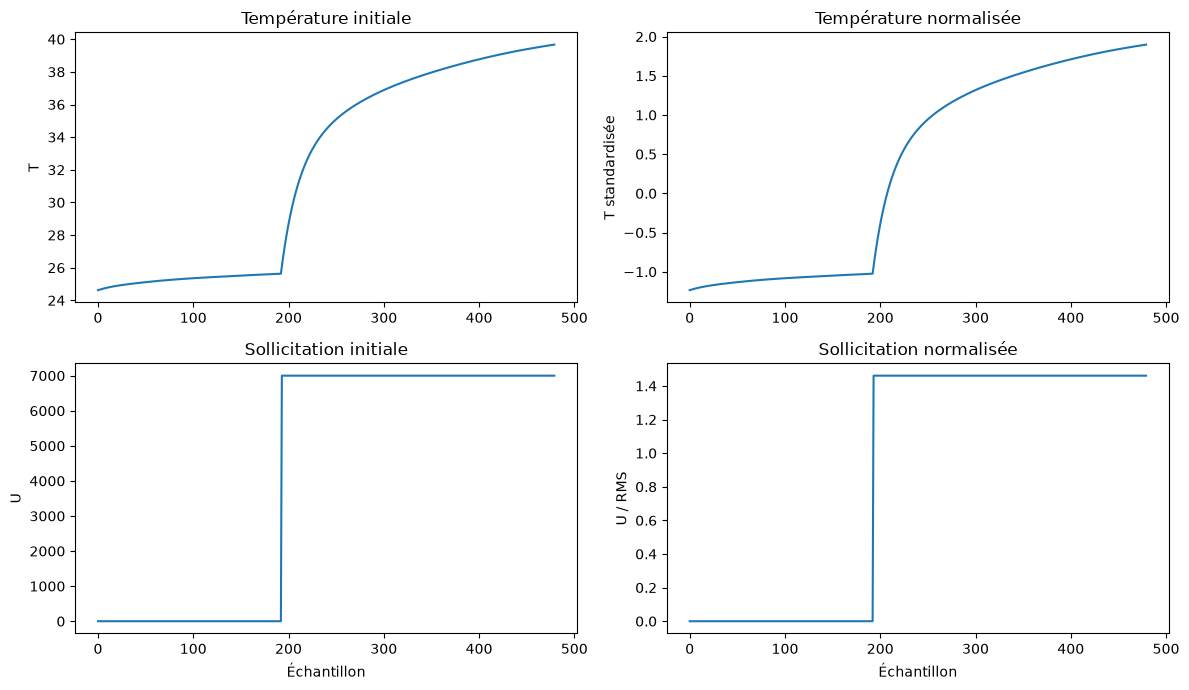 Température initiale
T
40
38
36
34
32
30
28
26
24
0 100 200 300 400 500
Température normalisée
T standardisée
2.0
1.5
1.0
0.5
0.0
−0.5
−1.0
0 100 200 300 400 500
Sollicitation initiale
U
7000
6000
5000
4000
3000
2000
1000
0
0 100 200 300 400 500
Échantillon
Sollicitation normalisée
U / RMS
1.4
1.2
1.0
0.8
0.6
0.4
0.2
0.0
0 100 200 300 400 500
Échantillon